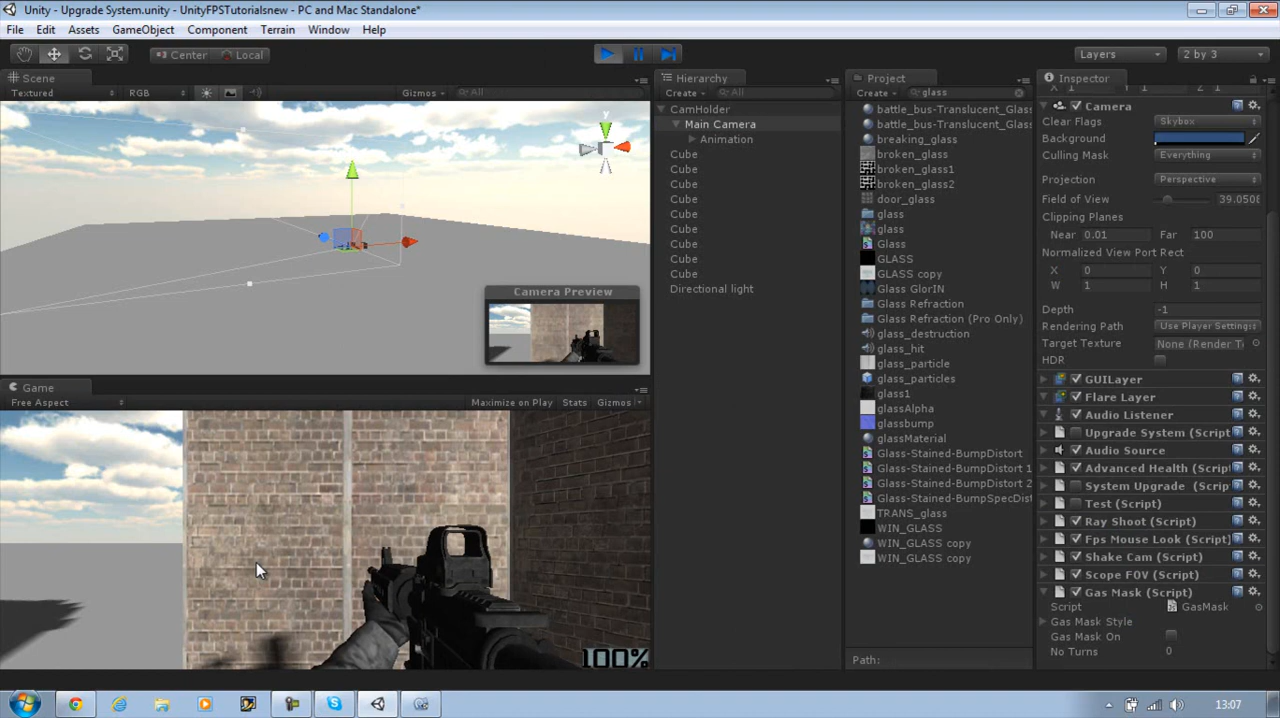 Unity - Upgrade System.unity - UnityFPSTutorialsnew - PC and Mac Standalone*
File Edit Assets GameObject Component Terrain Window Help
Center Local Layers 2 by 3
Scene
Textured RGB Gizmos All
Camera Preview
Game
Free Aspect Maximize on Play Stats Gizmos
100%
Hierarchy
Create All
CamHolder
Main Camera
Animation
Cube
Cube
Cube
Cube
Cube
Cube
Cube
Cube
Cube
Directional light
Project
Create glass
battle_bus-Translucent_Glass
battle_bus-Translucent_Glass
breaking_glass
broken_glass
broken_glass1
broken_glass2
door_glass
glass
glass
Glass
GLASS
GLASS copy
Glass GlorIN
Glass Refraction
Glass Refraction (Pro Only)
glass_destruction
glass_hit
glass_particle
glass_particles
glass1
glassAlpha
glassbump
glassMaterial
Glass-Stained-BumpDistort
Glass-Stained-BumpDistort 1
Glass-Stained-BumpDistort 2
Glass-Stained-BumpSpecDist
TRANS_glass
WIN_GLASS
WIN_GLASS copy
WIN_GLASS copy
Path:
Inspector
X 1 Y 1 Z 1
Camera
Clear Flags Skybox
Background
Culling Mask Everything
Projection Perspective
Field of View 39.0508
Clipping Planes
Near 0.01 Far 100
Normalized View Port Rect
X 0 Y 0
W 1 H 1
Depth -1
Rendering Path Use Player Settings
Target Texture None (Render T
HDR
GUILayer
Flare Layer
Audio Listener
Upgrade System (Script
Audio Source
Advanced Health (Scrip
System Upgrade (Scrip
Test (Script)
Ray Shoot (Script)
Fps Mouse Look (Script)
Shake Cam (Script)
Scope FOV (Script)
Gas Mask (Script)
Script GasMask
Gas Mask Style
Gas Mask On
No Turns 0
13:07